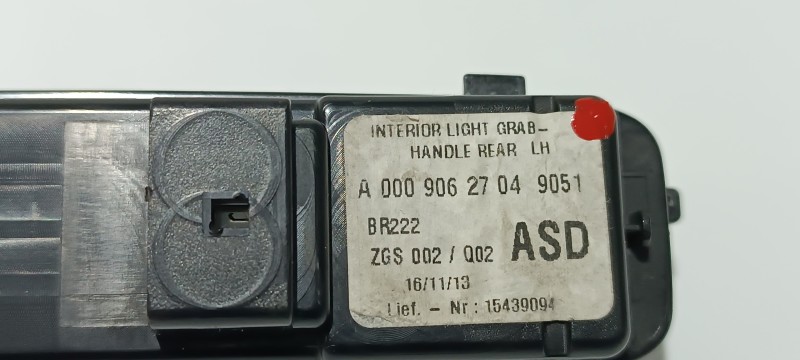 INTERIOR LIGHT GRAB-
HANDLE REAR LH
A 000 906 27 04 9051
BR222
ZGS 002 / Q02 ASD
16/11/13
Lief. - Nr : 15439094